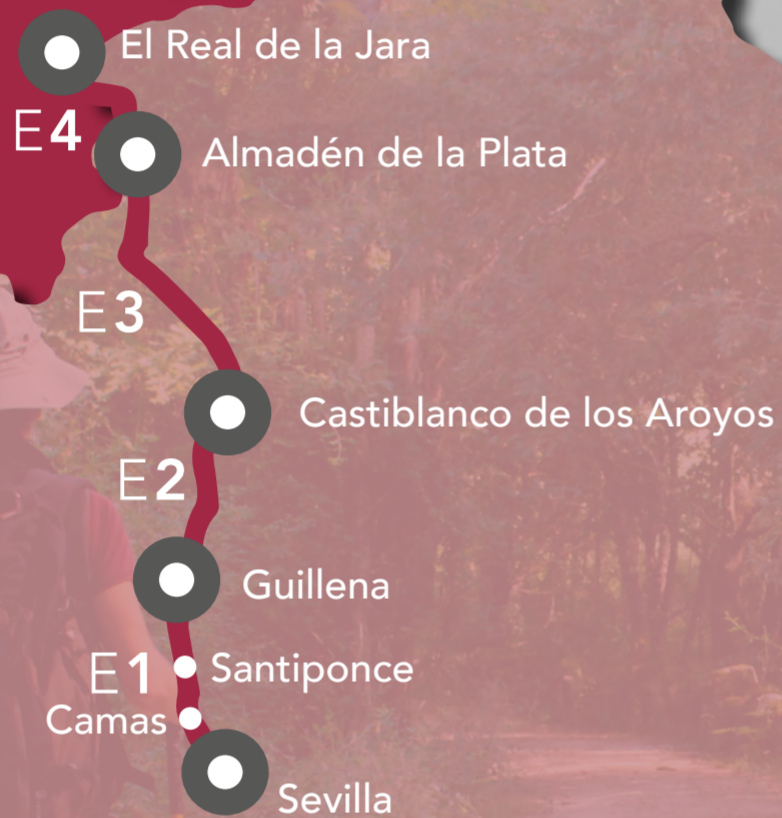 El Real de la Jara
E4
Almadén de la Plata
E3
Castiblanco de los Aroyos
E2
Guillena
E1
Santiponce
Camas
Sevilla